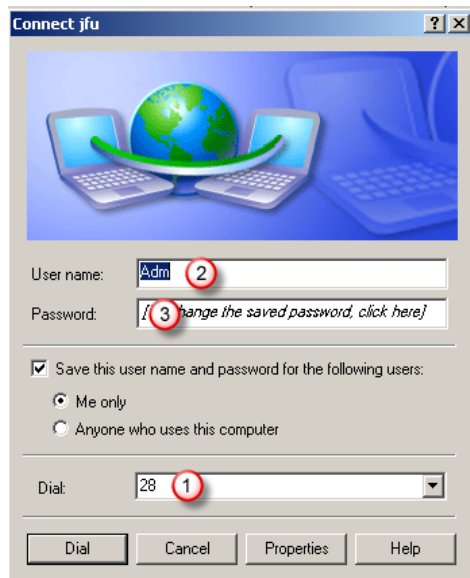 Connect jfu
User name: Adm 2
Password: [ 3 hange the saved password, click here]
Save this user name and password for the following users:
Me only
Anyone who uses this computer
Dial: 28 1
Dial Cancel Properties Help